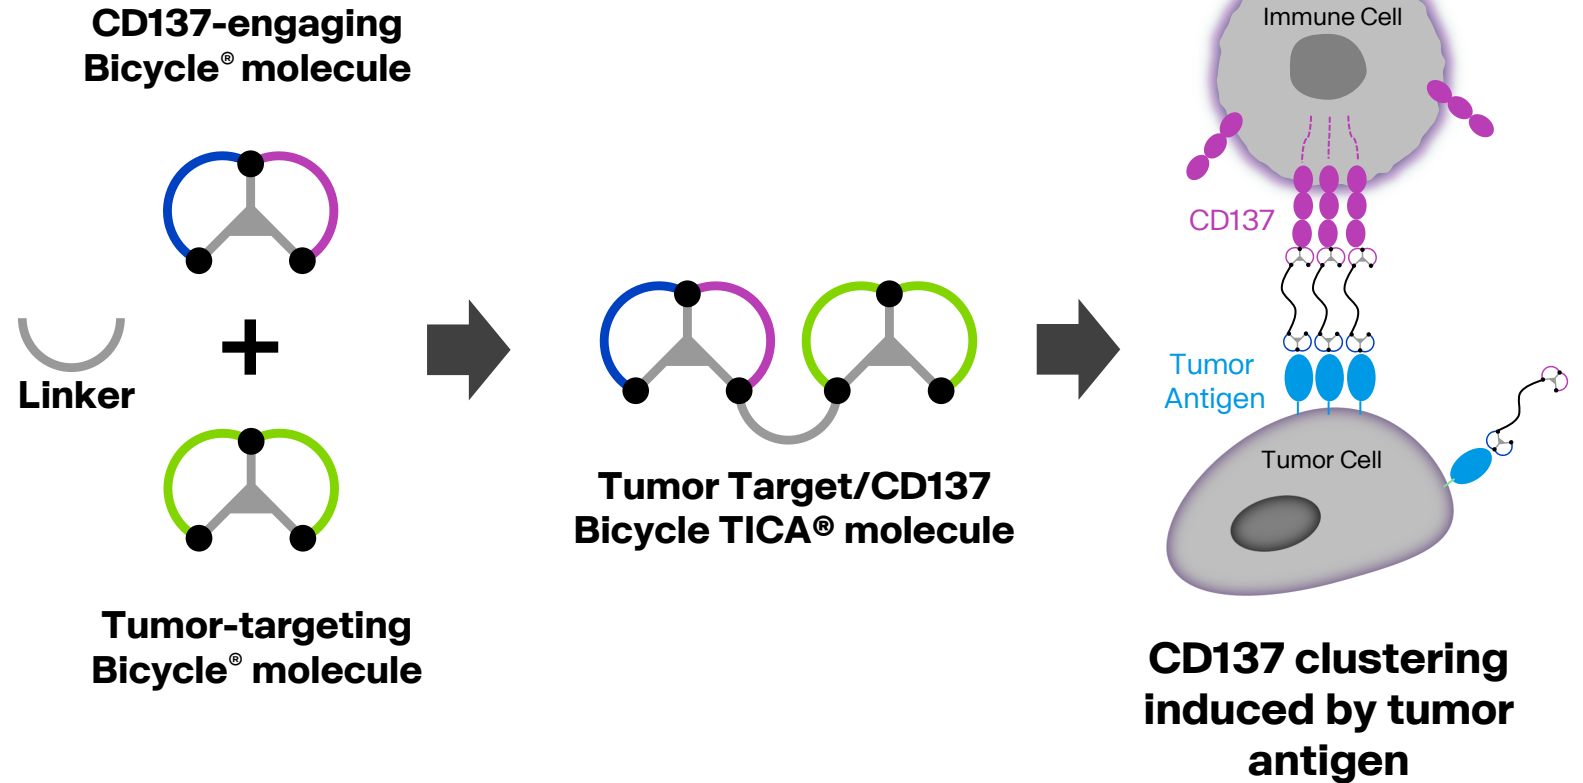 CD137-engaging
Bicycle® molecule
Linker
Tumor-targeting
Bicycle® molecule
Tumor Target/CD137
Bicycle TICA® molecule
Immune Cell
CD137
Tumor
Antigen
Tumor Cell
CD137 clustering
induced by tumor
antigen